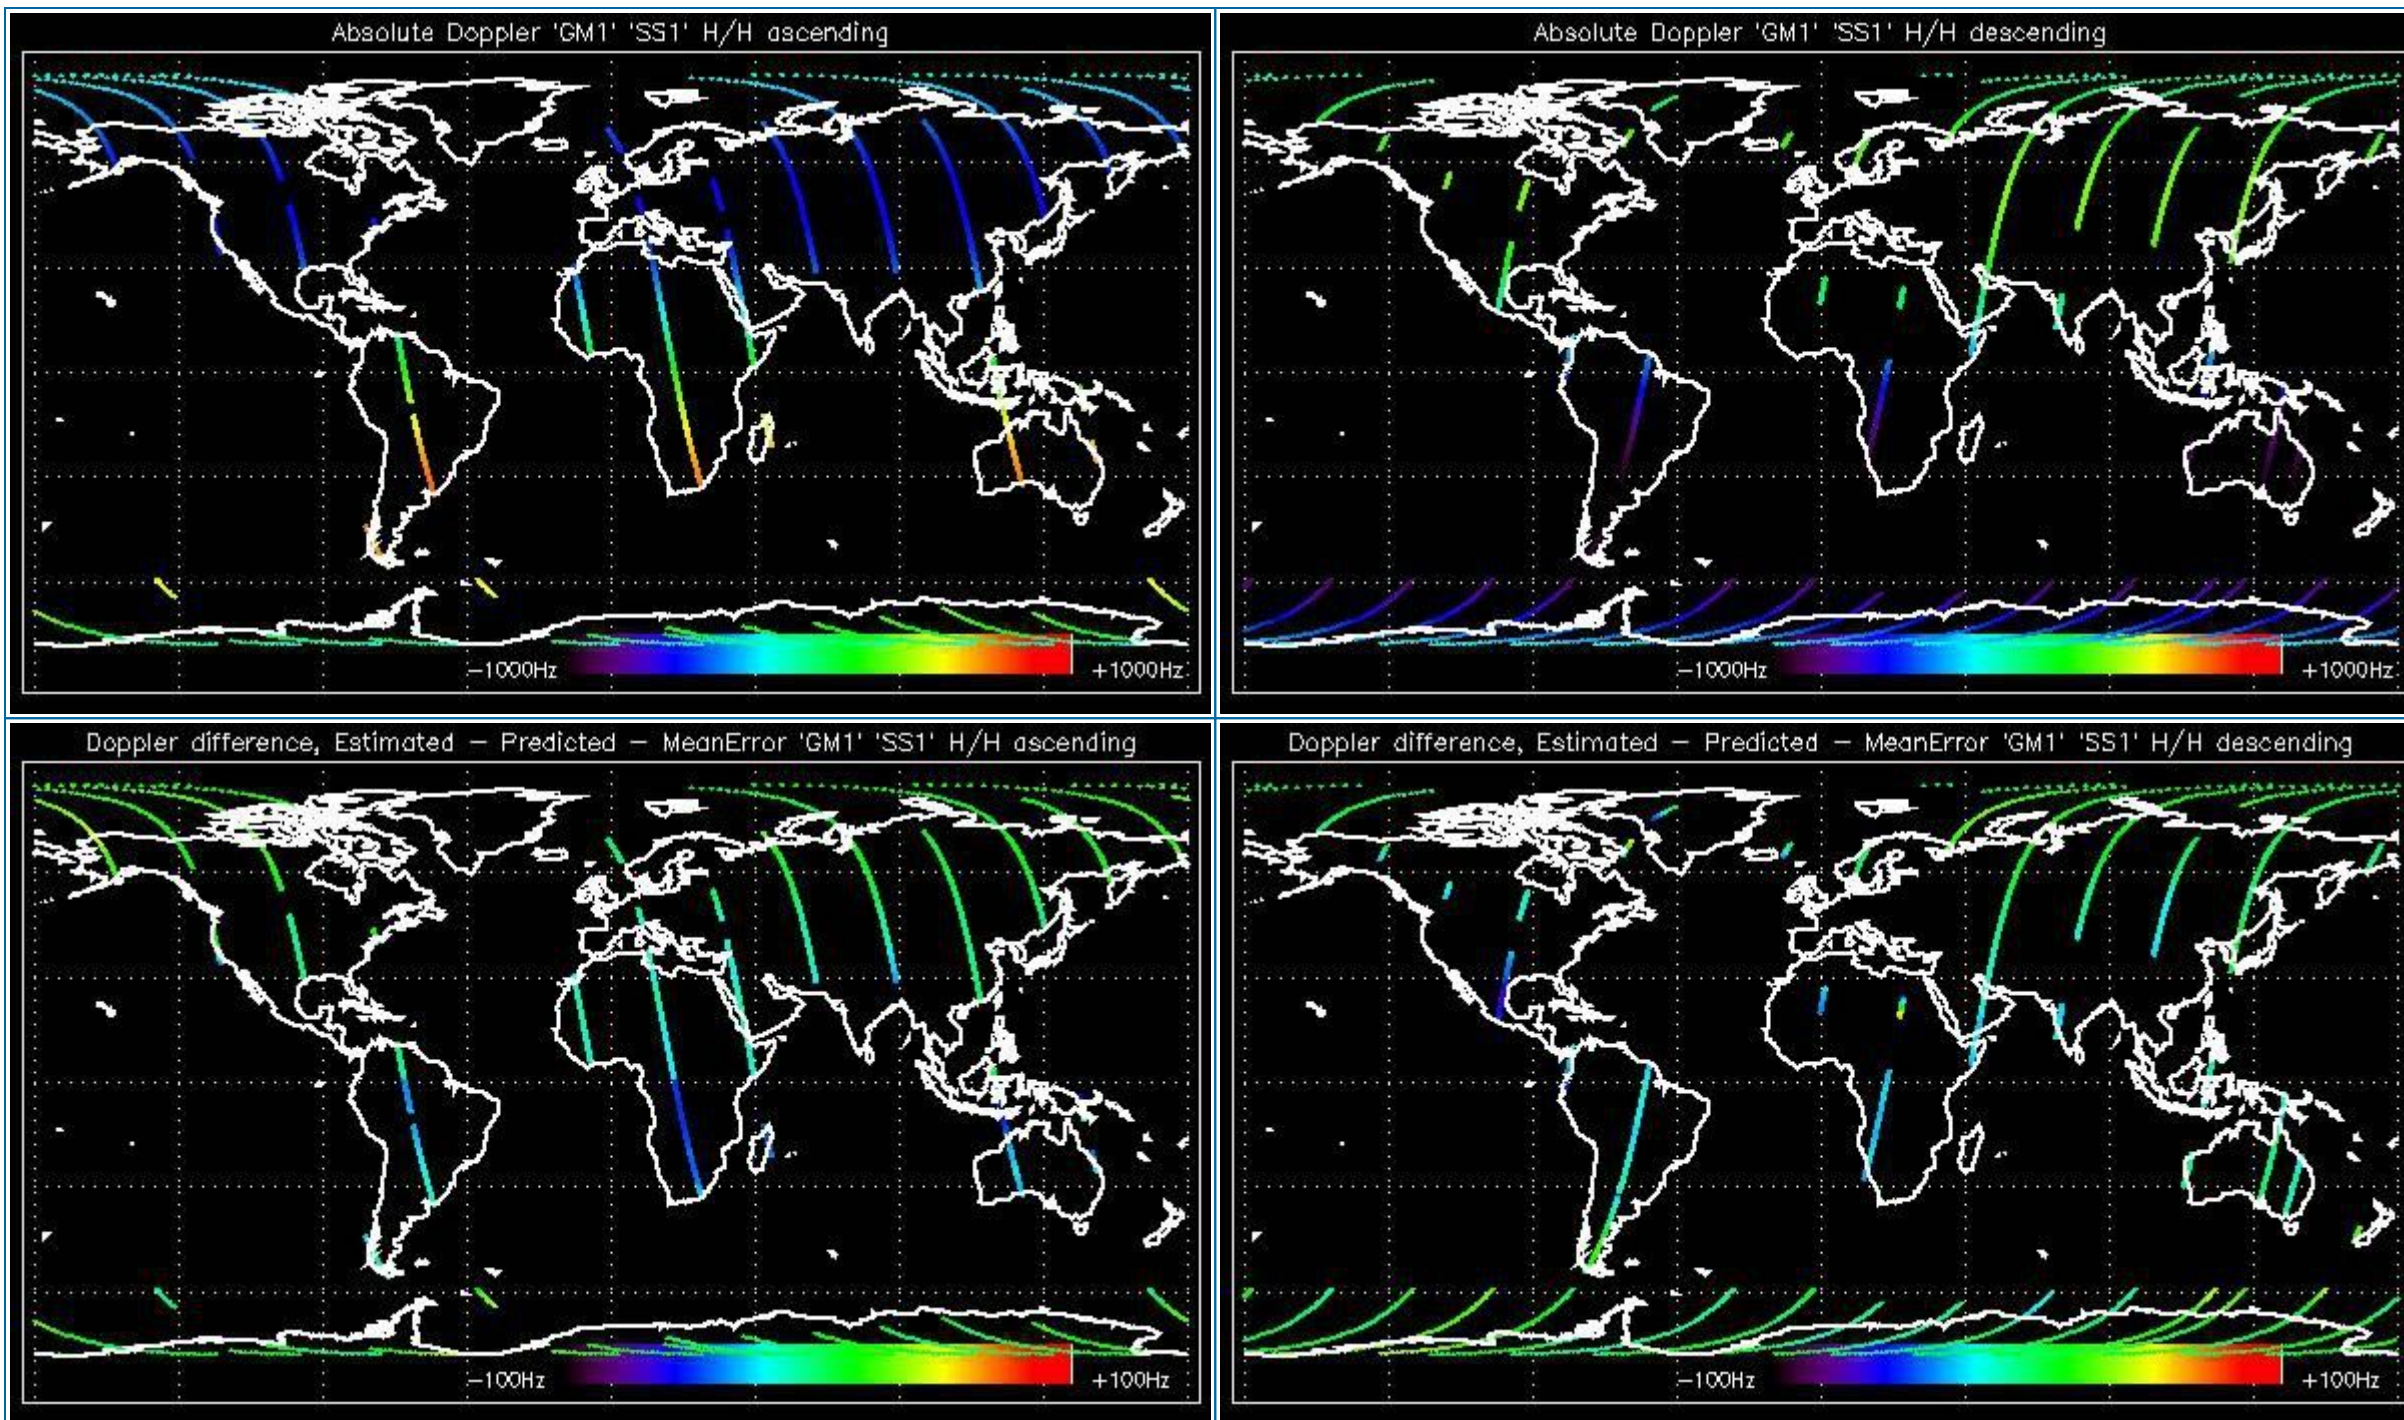 Absolute Doppler 'GM1' 'SS1' H/H ascending
−1000Hz
+1000Hz
Absolute Doppler 'GM1' 'SS1' H/H descending
−1000Hz
+1000Hz
Doppler difference, Estimated − Predicted − MeanError 'GM1' 'SS1' H/H ascending
−100Hz
+100Hz
Doppler difference, Estimated − Predicted − MeanError 'GM1' 'SS1' H/H descending
−100Hz
+100Hz